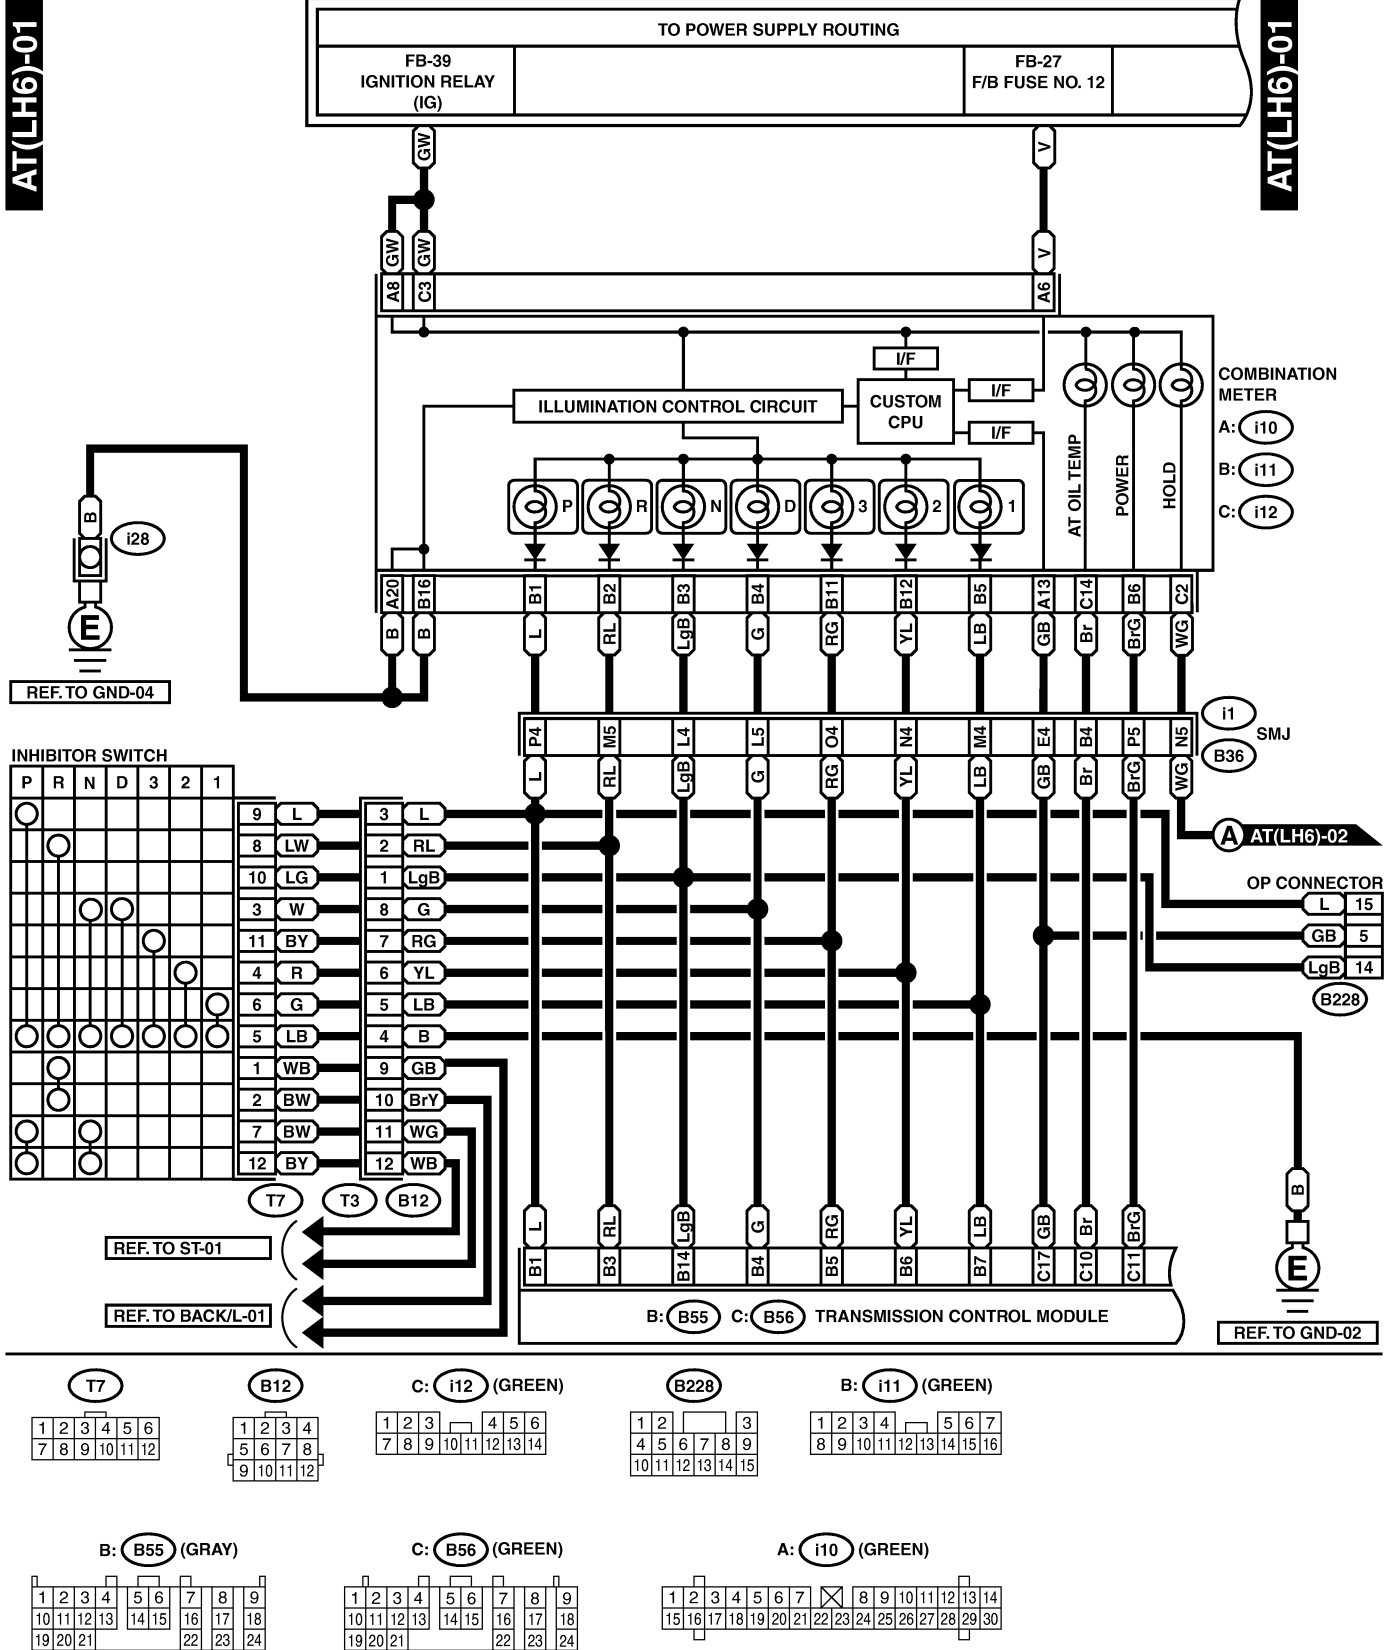 AT(LH6)-01
AT(LH6)-01
TO POWER SUPPLY ROUTING
FB-39
IGNITION RELAY
(IG)
FB-27
F/B FUSE NO. 12
GW
V
GW GW V
A8 C3 A6
I/F
ILLUMINATION CONTROL CIRCUIT
CUSTOM
CPU
I/F
I/F
AT OIL TEMP
POWER
HOLD
COMBINATION
METER
A: i10
B: i11
C: i12
P R N D 3 2 1
B
i28
E
REF. TO GND-04
A20 B16 B1 B2 B3 B4 B11 B12 B5 A13 C14 B6 C2
B B L RL LgB G RG YL LB GB Br BrG WG
P4 M5 L4 L5 O4 N4 M4 E4 B4 P5 N5
i1
SMJ
B36
L RL LgB G RG YL LB GB Br BrG WG
INHIBITOR SWITCH
P R N D 3 2 1
9 L 3 L
8 LW 2 RL
10 LG 1 LgB
3 W 8 G
11 BY 7 RG
4 R 6 YL
6 G 5 LB
5 LB 4 B
1 WB 9 GB
2 BW 10 BrY
7 BW 11 WG
12 BY 12 WB
T7 T3 B12
A AT(LH6)-02
OP CONNECTOR
L 15
GB 5
LgB 14
B228
REF. TO ST-01
REF. TO BACK/L-01
L RL LgB G RG YL LB GB Br BrG
B1 B3 B14 B4 B5 B6 B7 C17 C10 C11
B: B55 C: B56 TRANSMISSION CONTROL MODULE
B
E
REF. TO GND-02
T7
1 2 3 4 5 6
7 8 9 10 11 12
B12
1 2 3 4
5 6 7 8
9 10 11 12
C: i12 (GREEN)
1 2 3 4 5 6
7 8 9 10 11 12 13 14
B228
1 2 3
4 5 6 7 8 9
10 11 12 13 14 15
B: i11 (GREEN)
1 2 3 4 5 6 7
8 9 10 11 12 13 14 15 16
B: B55 (GRAY)
1 2 3 4 5 6 7 8 9
10 11 12 13 14 15 16 17 18
19 20 21 22 23 24
C: B56 (GREEN)
1 2 3 4 5 6 7 8 9
10 11 12 13 14 15 16 17 18
19 20 21 22 23 24
A: i10 (GREEN)
1 2 3 4 5 6 7 8 9 10 11 12 13 14
15 16 17 18 19 20 21 22 23 24 25 26 27 28 29 30